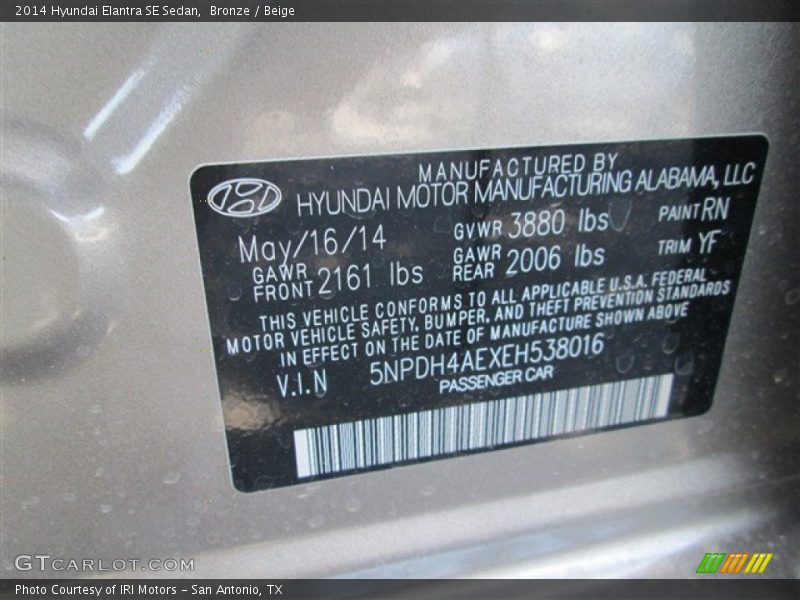 2014 Hyundai Elantra SE Sedan,  Bronze / Beige
MANUFACTURED BY
HYUNDAI MOTOR MANUFACTURING ALABAMA, LLC
May/16/14 GVWR 3880 lbs PAINT RN
GAWR FRONT 2161 lbs GAWR REAR 2006 lbs TRIM YF
THIS VEHICLE CONFORMS TO ALL APPLICABLE U.S.A. FEDERAL
MOTOR VEHICLE SAFETY, BUMPER, AND THEFT PREVENTION STANDARDS
IN EFFECT ON THE DATE OF MANUFACTURE SHOWN ABOVE
V.I.N 5NPDH4AEXEH538016
PASSENGER CAR
GTCARLOT.COM
Photo Courtesy of IRI Motors – San Antonio, TX